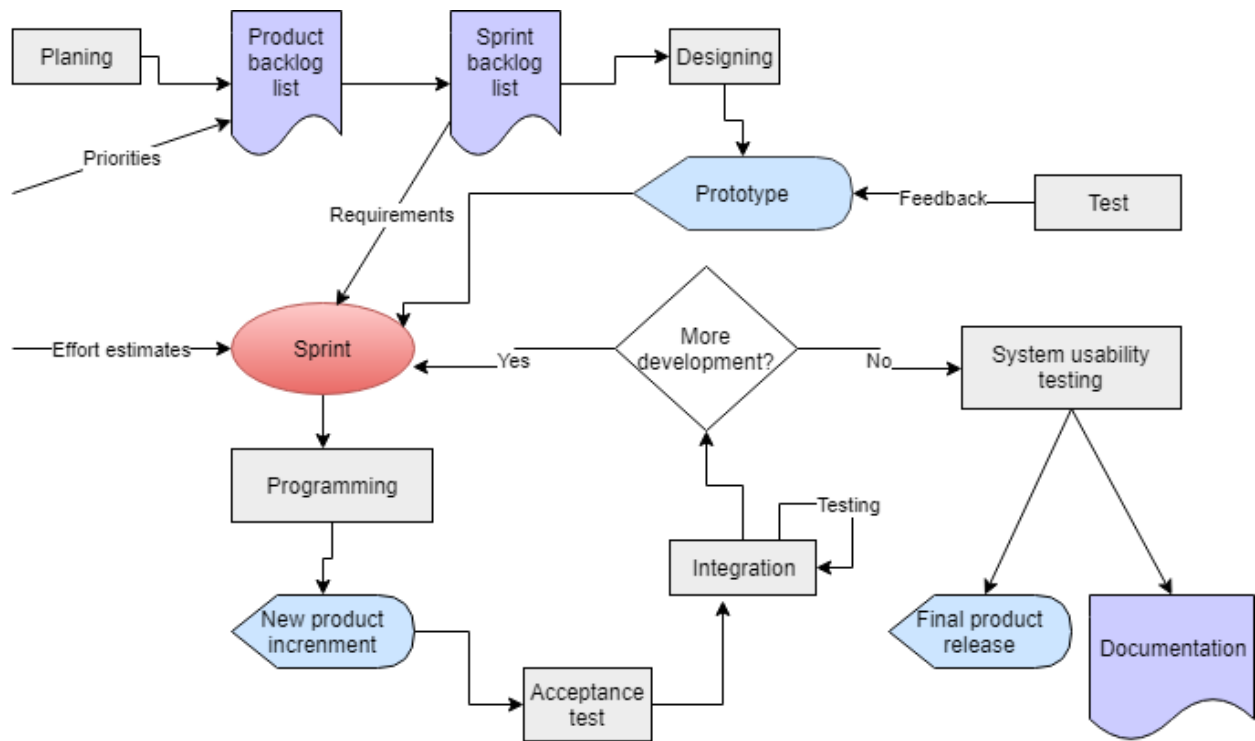 Planing
Product
backlog
list
Sprint
backlog
list
Designing
Priorities
Requirements
Prototype
Feedback
Test
Effort estimates
Sprint
Yes
More
development?
No
System usability
testing
Programming
Testing
Integration
New product
increnment
Final product
release
Documentation
Acceptance
test